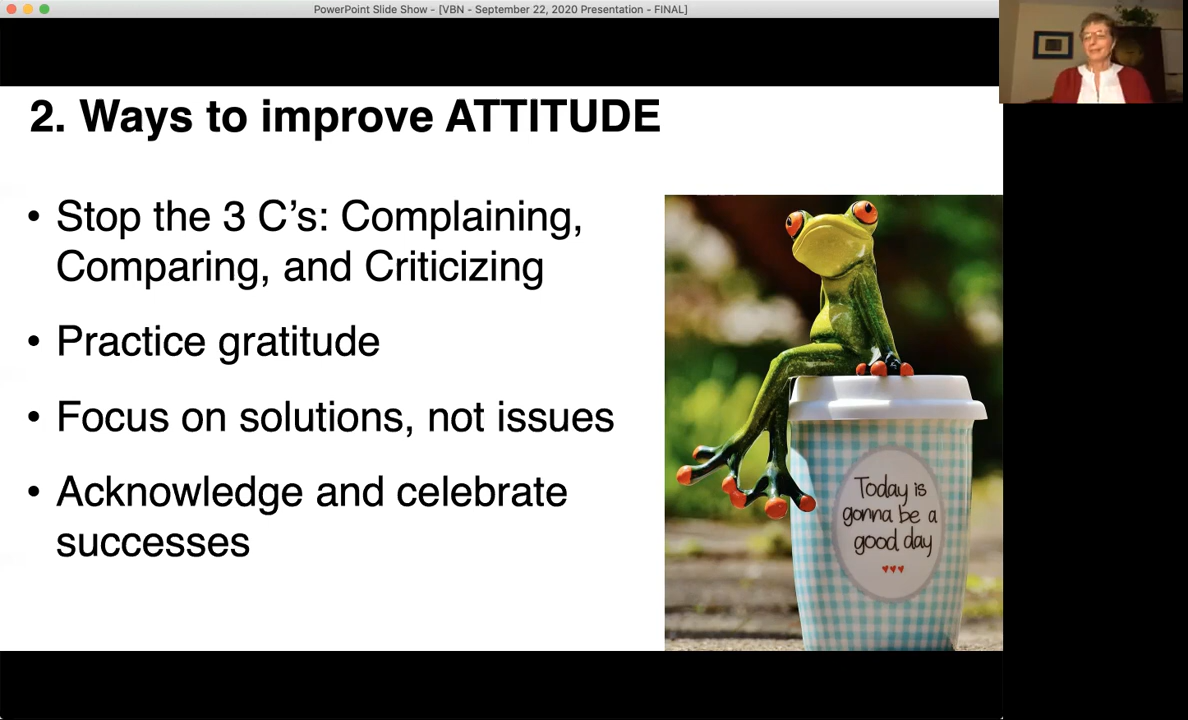 PowerPoint Slide Show - [VBN - September 22, 2020 Presentation - FINAL]
2. Ways to improve ATTITUDE
• Stop the 3 C’s: Complaining,
Comparing, and Criticizing
• Practice gratitude
• Focus on solutions, not issues
• Acknowledge and celebrate
successes
Today is
gonna be a
good day